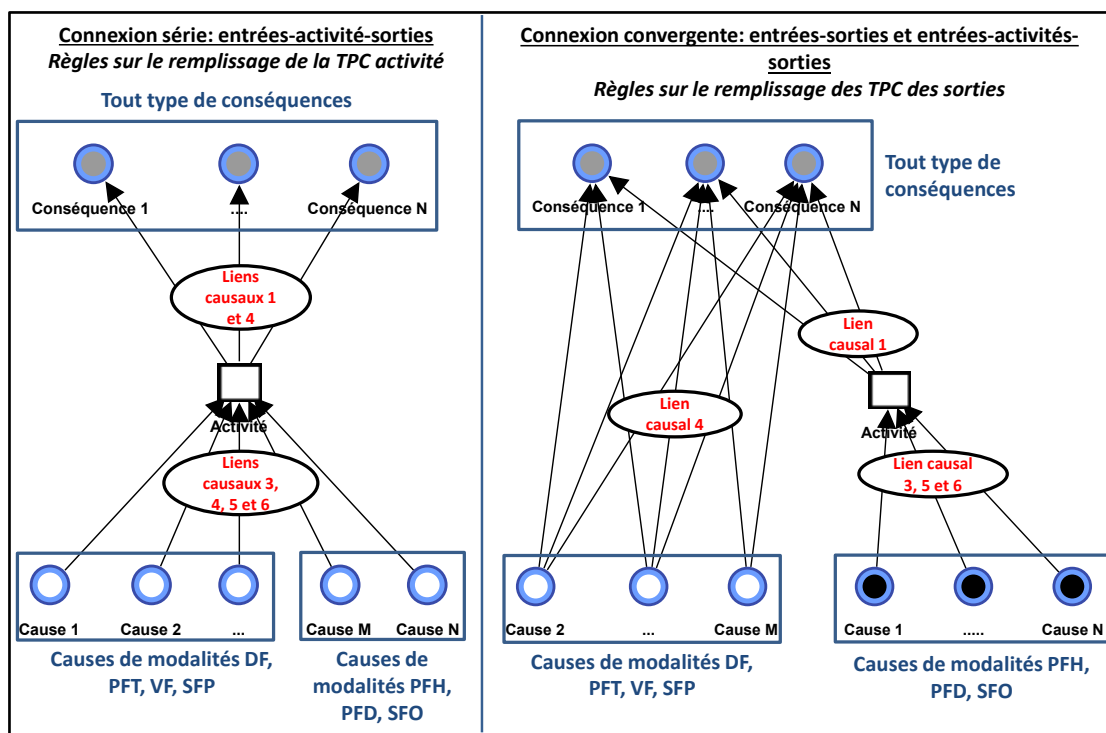 Connexion série: entrées-activité-sorties
Règles sur le remplissage de la TPC activité
Tout type de conséquences
Conséquence 1
....
Conséquence N
Liens
causaux 1
et 4
Activité
Liens
causaux 3,
4, 5 et 6
Cause 1
Cause 2
...
Cause M
Cause N
Causes de modalités DF,
PFT, VF, SFP
Causes de
modalités PFH,
PFD, SFO
Connexion convergente: entrées-sorties et entrées-activités-
sorties
Règles sur le remplissage des TPC des sorties
Tout type de
conséquences
Conséquence 1
....
Conséquence N
Lien
causal 1
Lien
causal 4
Activité
Lien causal
3, 5 et 6
Cause 2
...
Cause M
Cause 1
.....
Cause N
Causes de modalités DF,
PFT, VF, SFP
Causes de modalités PFH,
PFD, SFO